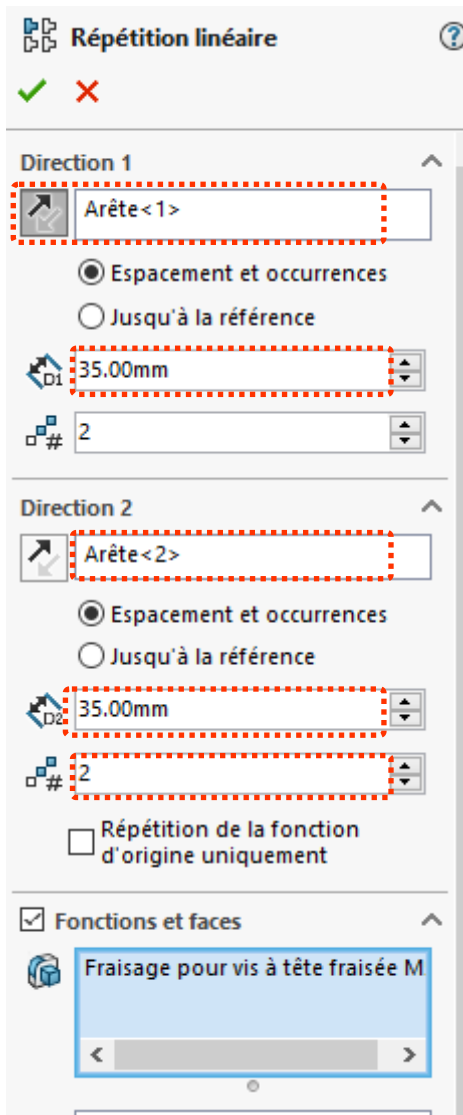 Répétition linéaire
?
Direction 1
Arête<1>
Espacement et occurrences
Jusqu'à la référence
D1
35.00mm
#
2
Direction 2
Arête<2>
Espacement et occurrences
Jusqu'à la référence
D2
35.00mm
#
2
Répétition de la fonction
d'origine uniquement
Fonctions et faces
Fraisage pour vis à tête fraisée M